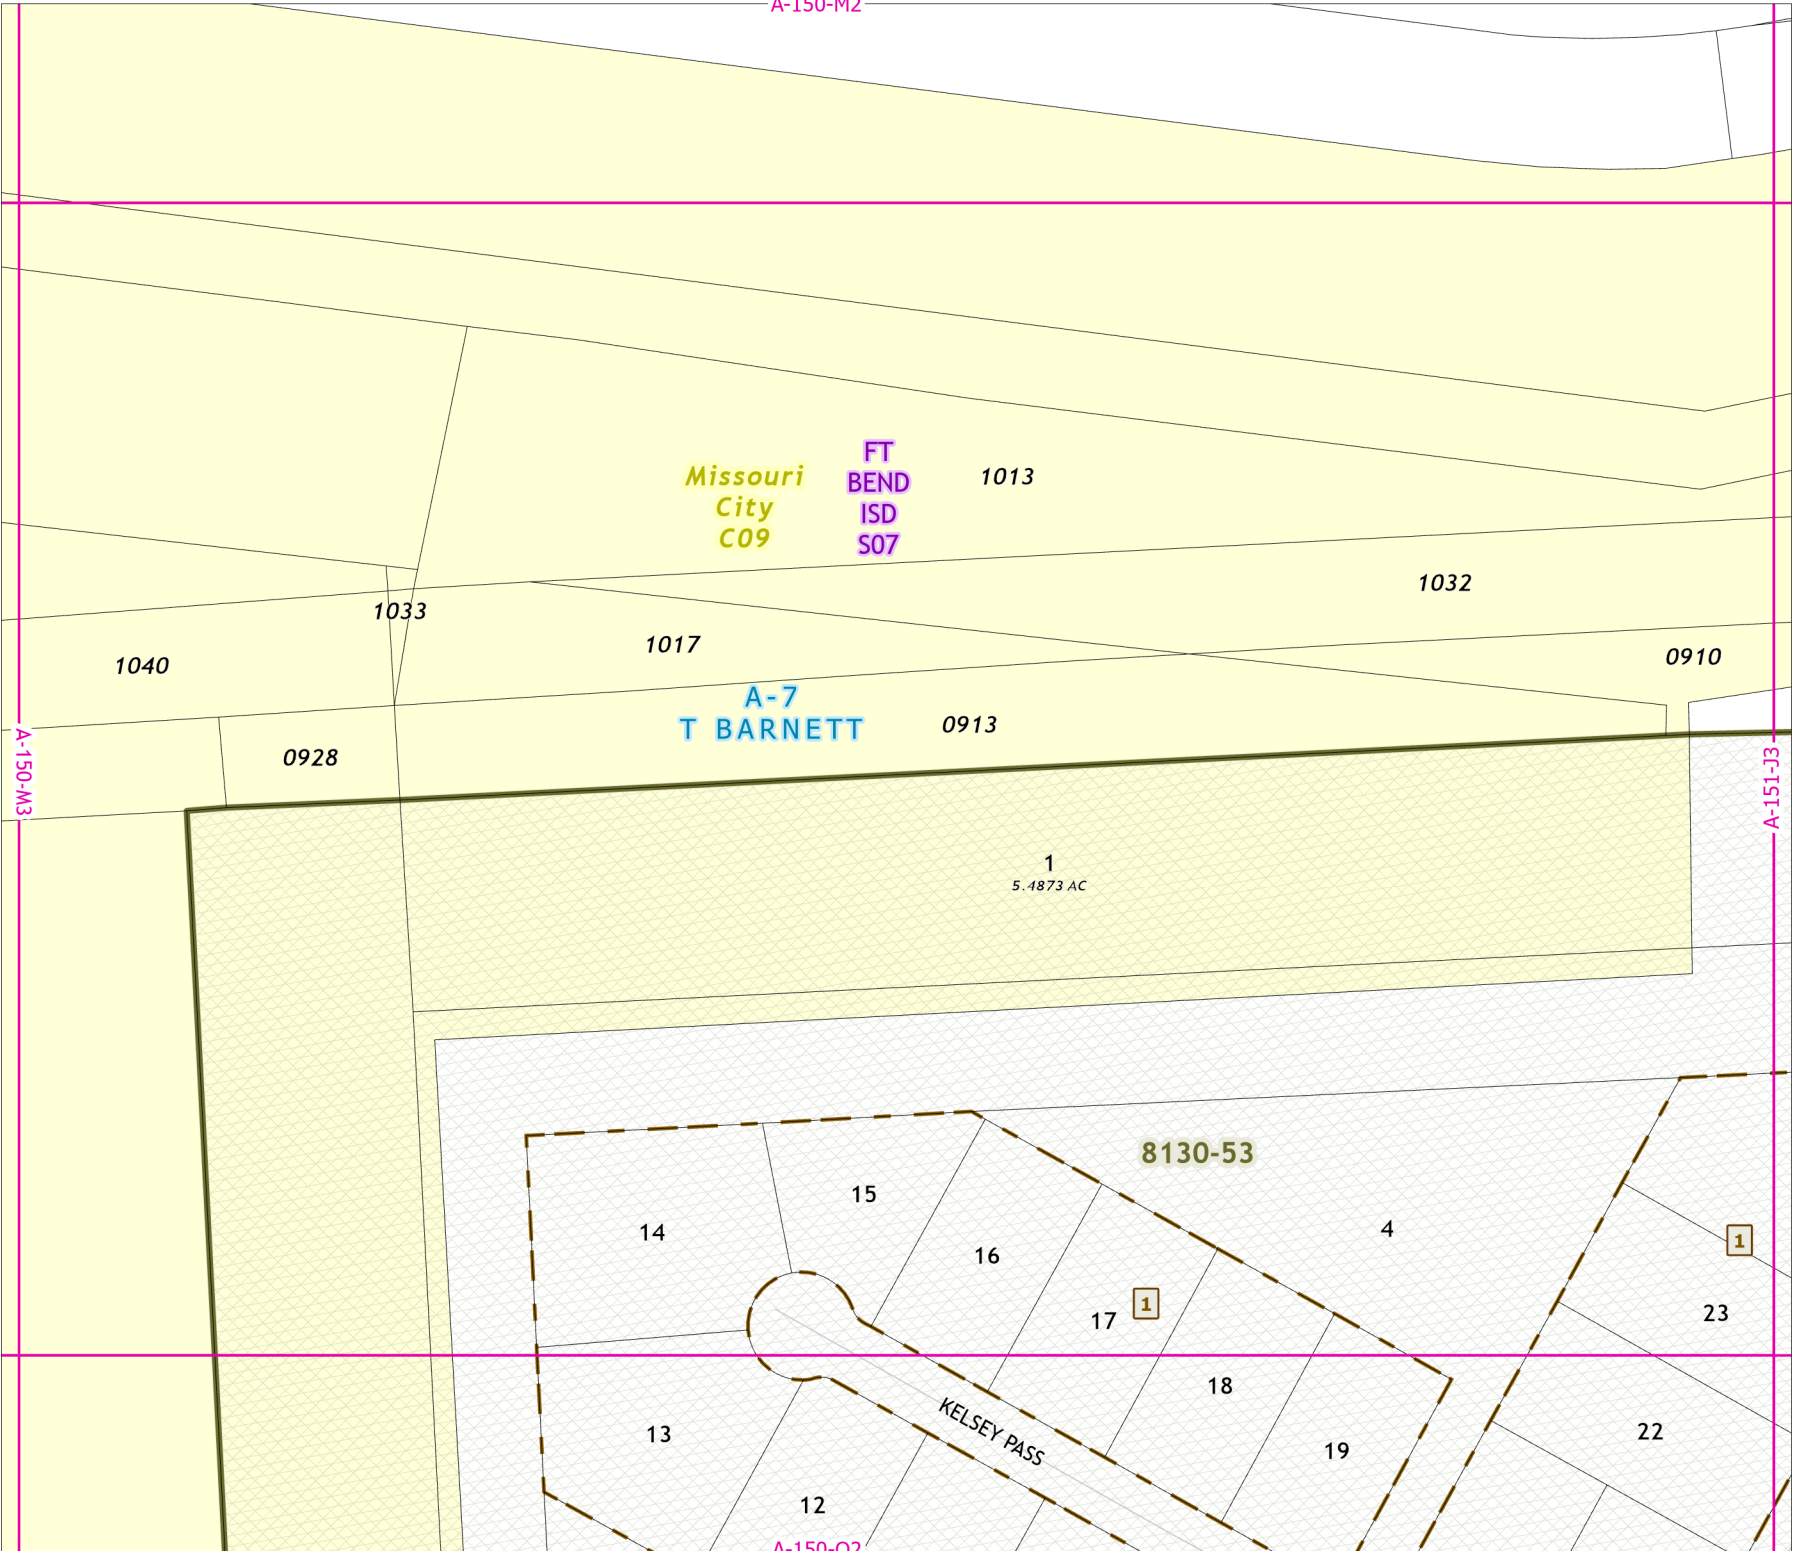 A-150-M2
FT
BEND
ISD
S07
Missouri
City
C09
1013
1032
1033
1017
1040
0910
A-7
T BARNETT
0913
0928
A-150-M3
A-151-J3
1
5.4873 AC
8130-53
15
14
4
16
1
1
17
23
18
13
KELSEY PASS
22
19
12
A-150-Q2